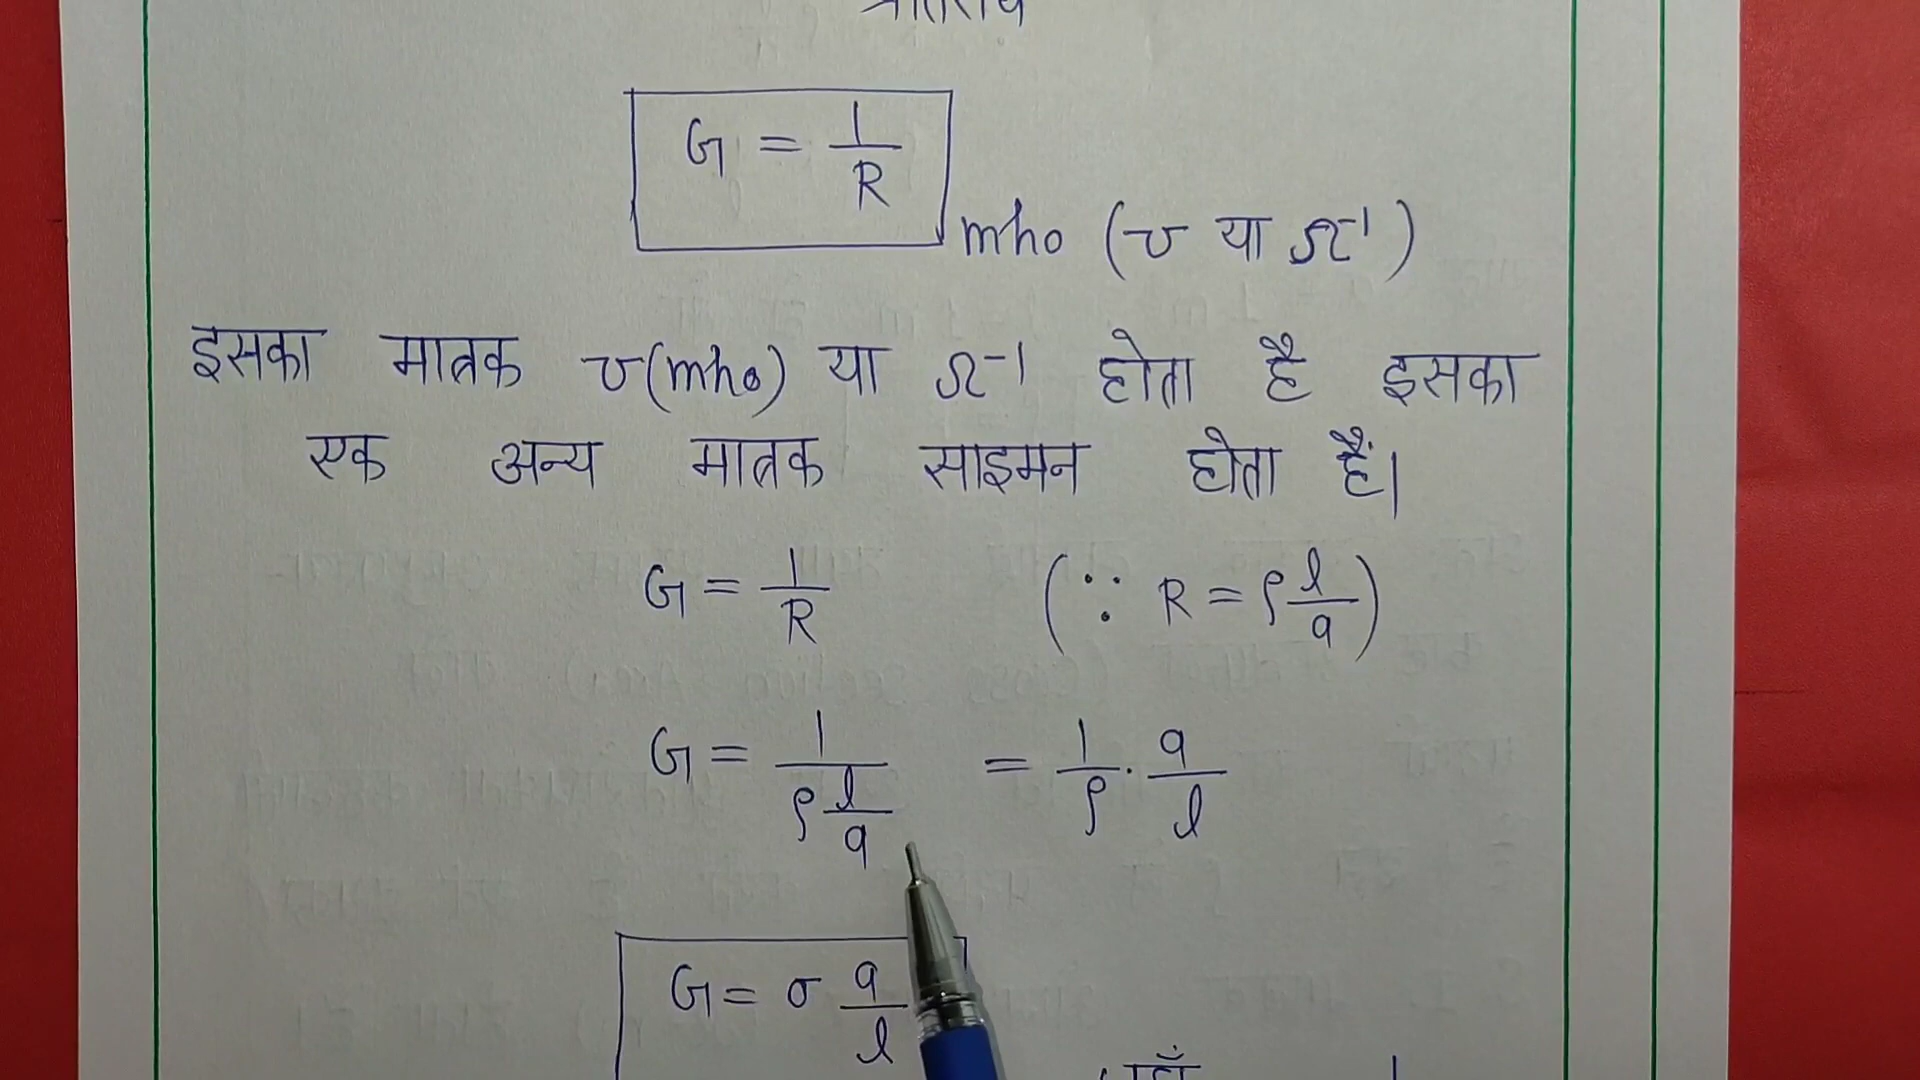 G = 1/R
mho (℧ या Ω⁻¹)
इसका मात्रक ℧(mho) या Ω⁻¹ होता है इसका
एक अन्य मात्रक साइमन होता हैं।
G = 1/R (∵ R = ρ l/a)
G = 1/(ρ l/a) = 1/ρ · a/l
G = σ a/l